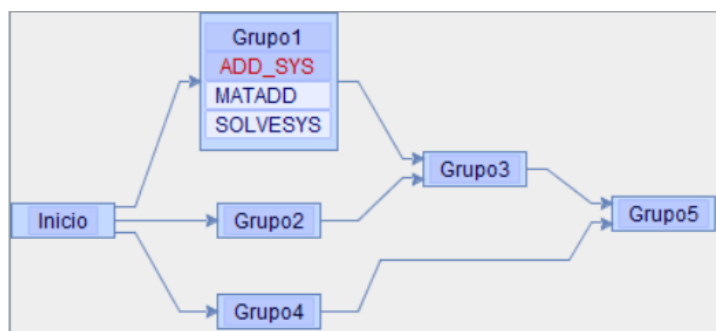 Grupo1
ADD_SYS
MATADD
SOLVESYS
Grupo3
Inicio
Grupo2
Grupo5
Grupo4